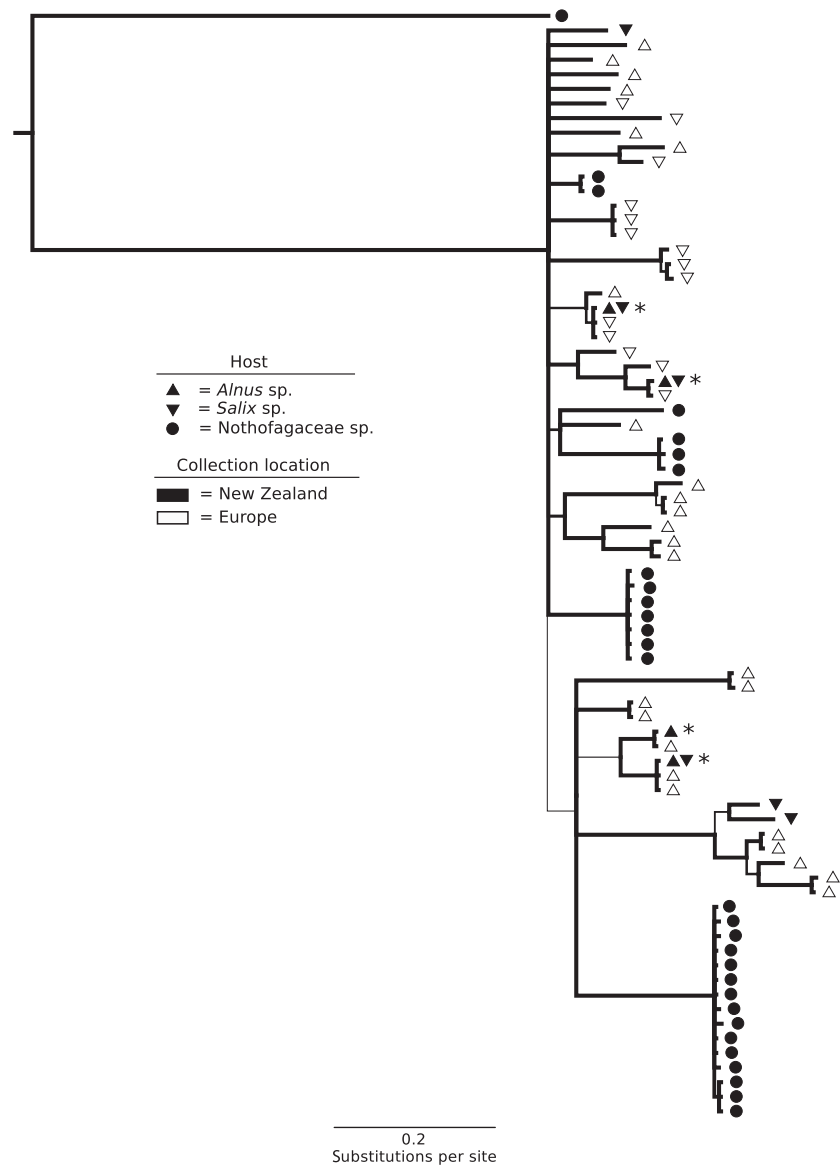 Host
= Alnus sp.
= Salix sp.
= Nothofagaceae sp.
Collection location
= New Zealand
= Europe
*
*
*
*
0.2
Substitutions per site